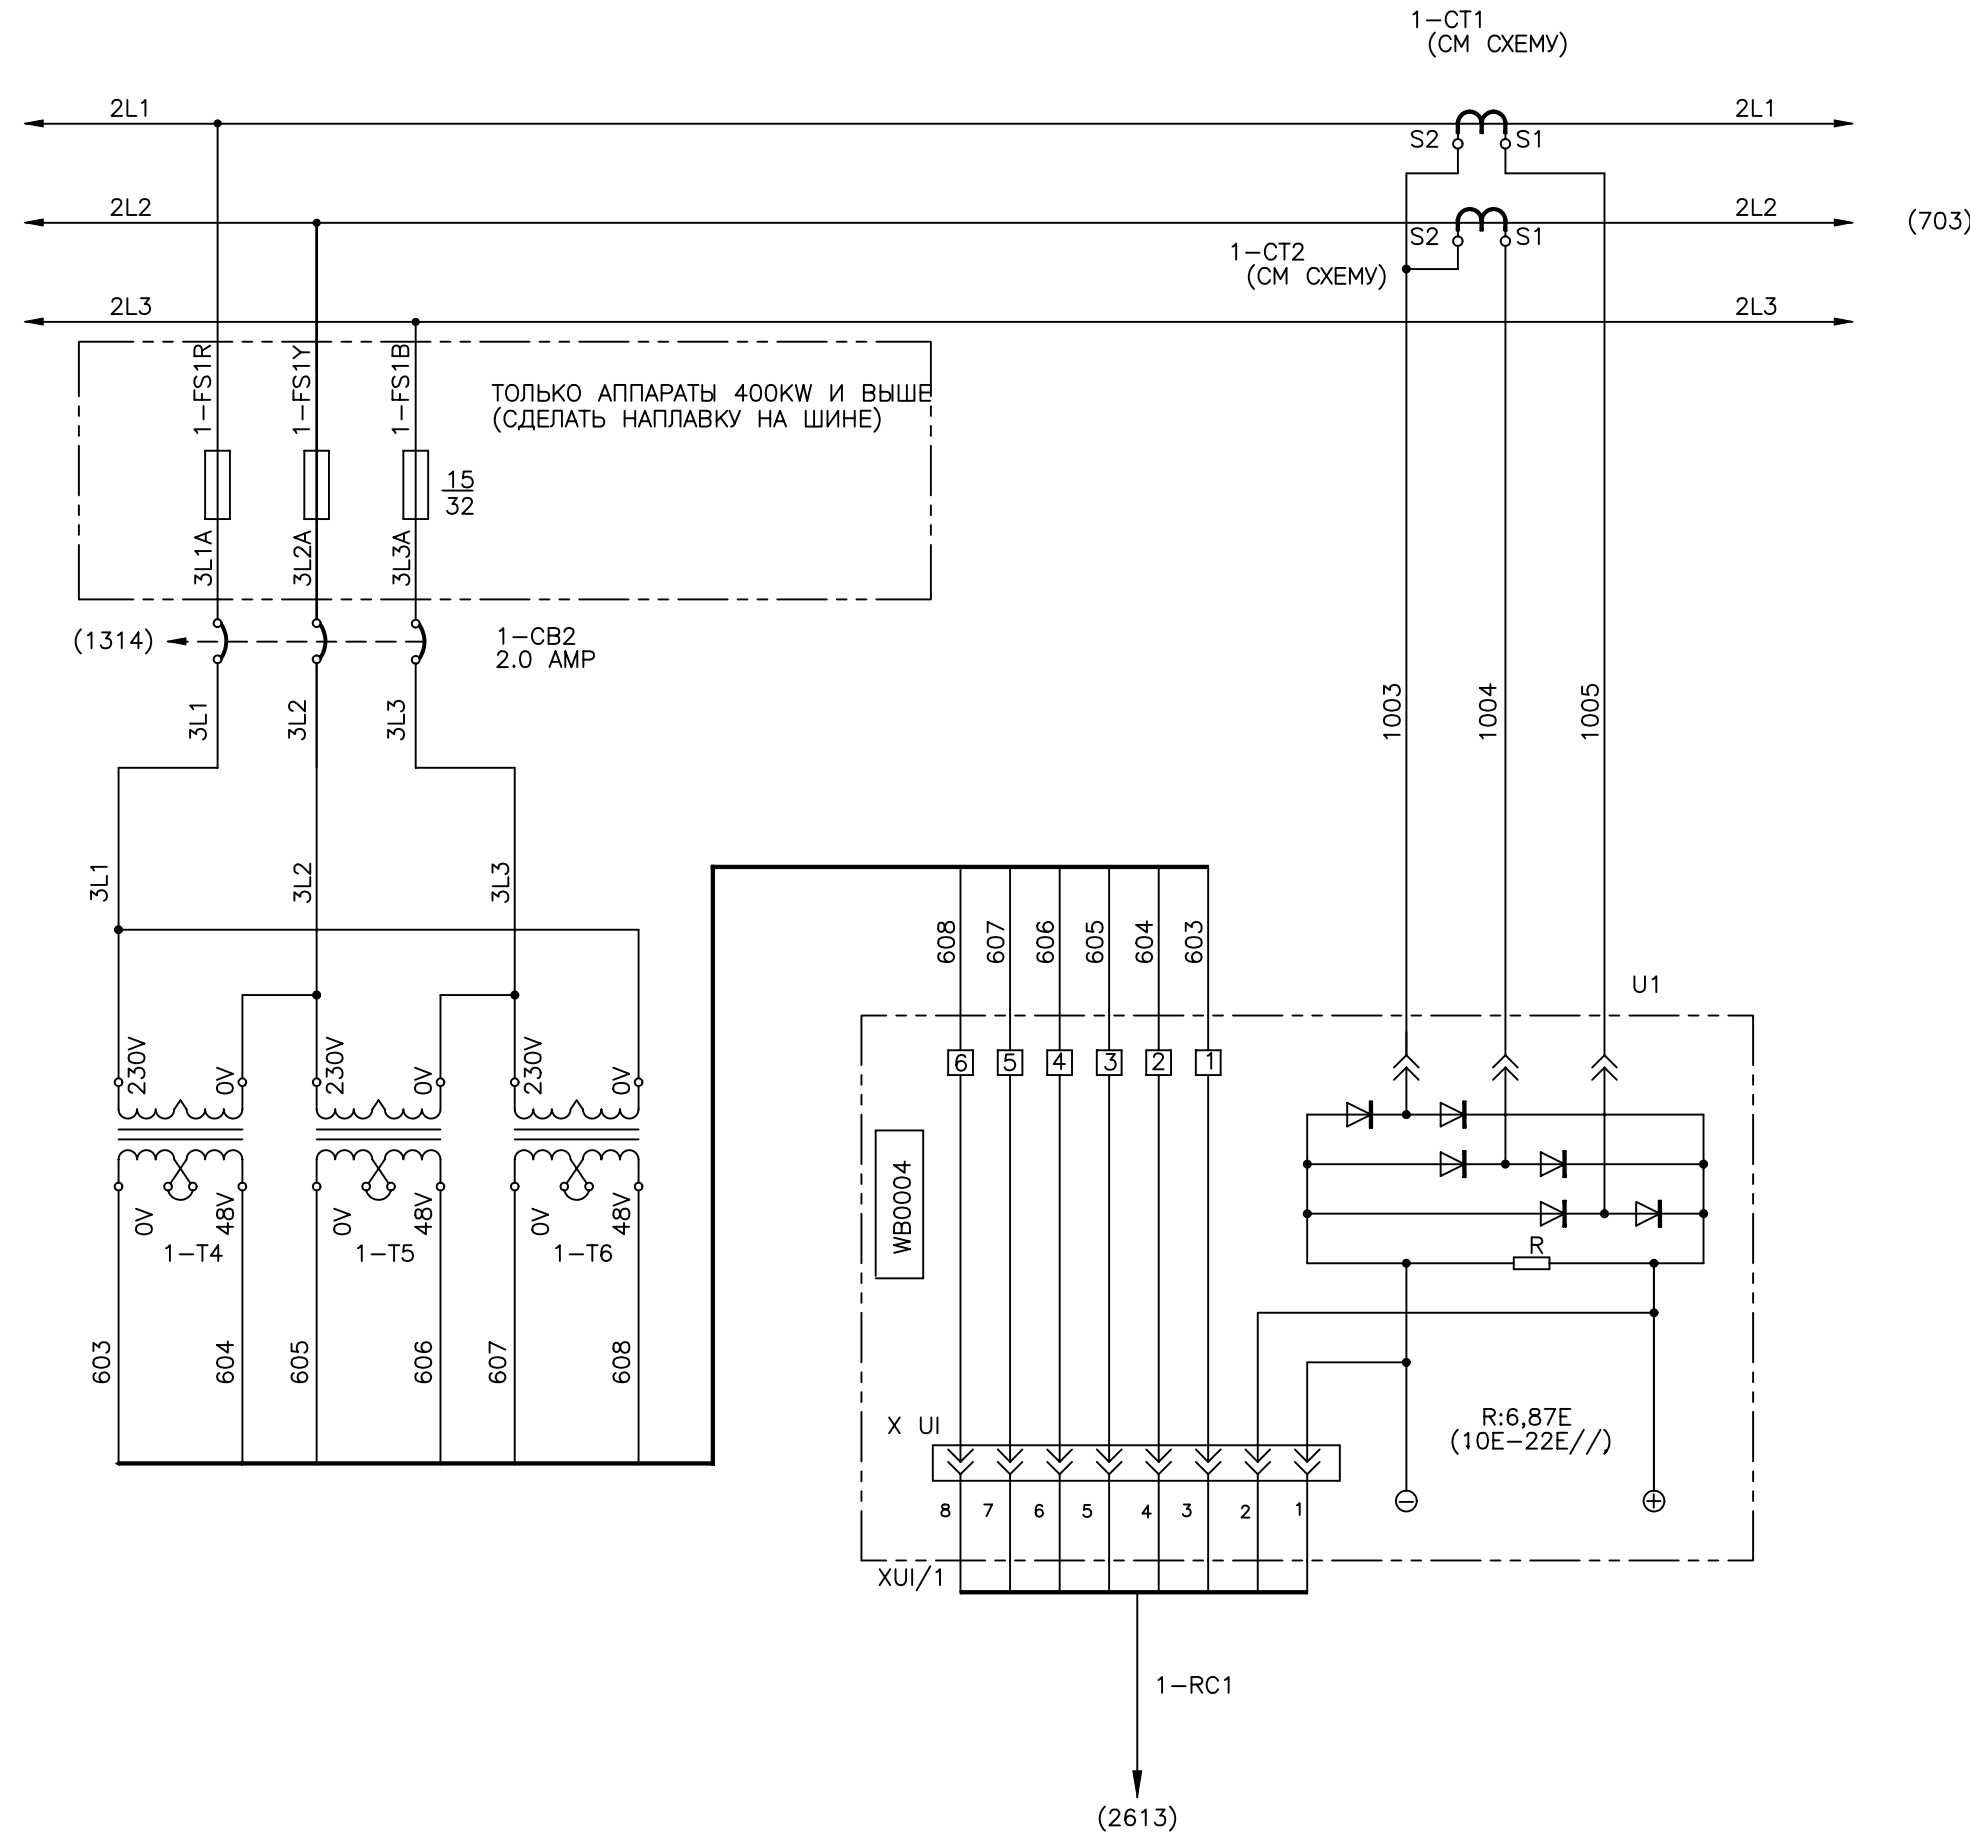 1-CT1
(СМ СХЕМУ)
2L1
2L1
S2
S1
2L2
2L2
(703)
S2
S1
1-CT2
(СМ СХЕМУ)
2L3
2L3
1-FS1R
1-FS1Y
1-FS1B
ТОЛЬКО АППАРАТЫ 400KW И ВЫШЕ
(СДЕЛАТЬ НАПЛАВКУ НА ШИНЕ)
15
32
3L1A
3L2A
3L3A
(1314)
1-CB2
2.0 AMP
3L1
3L2
3L3
1003
1004
1005
3L1
3L2
3L3
608
607
606
605
604
603
U1
230V
0V
230V
0V
230V
0V
6
5
4
3
2
1
WB0004
0V
48V
0V
48V
0V
48V
1-T4
1-T5
1-T6
R
603
604
605
606
607
608
X UI
R:6,87E
(10E-22E//)
8
7
6
5
4
3
2
1
XUI/1
1-RC1
(2613)